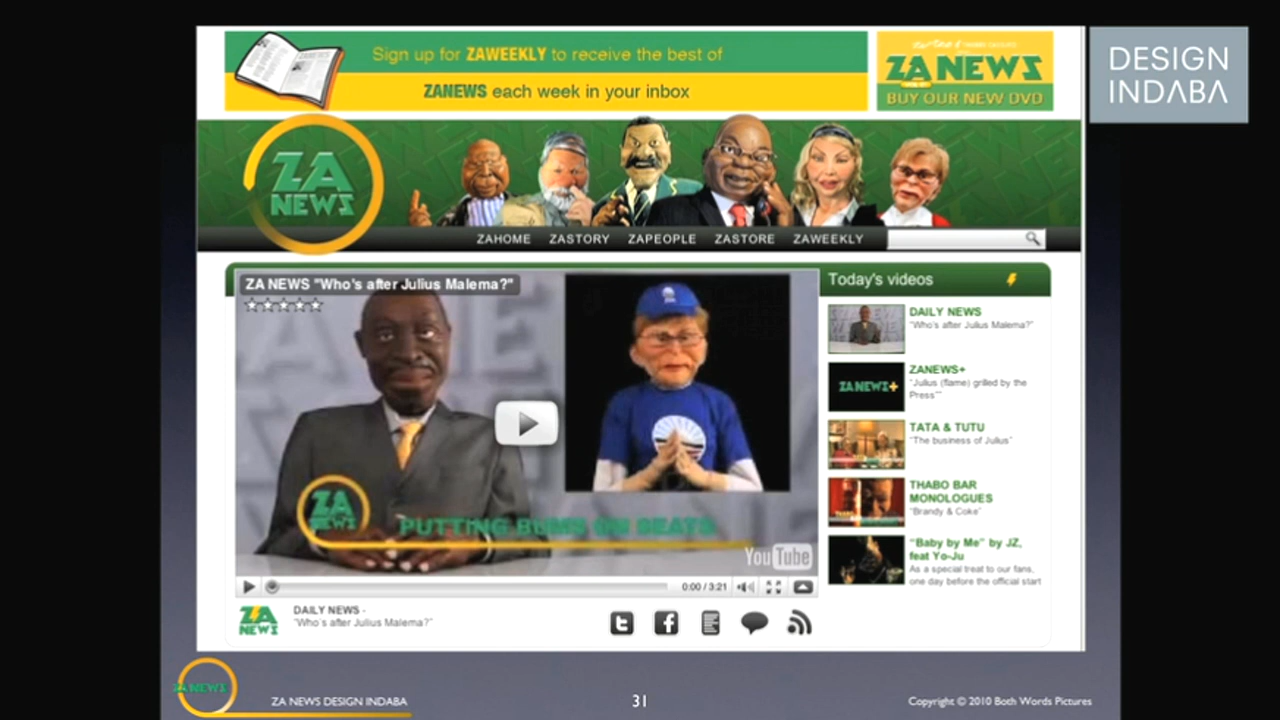 Sign up for ZAWEEKLY to receive the best of
ZANEWS each week in your inbox
ZANEWS
BUY OUR NEW DVD
DESIGN
INDABA
ZA
NEWS
ZAHOME ZASTORY ZAPEOPLE ZASTORE ZAWEEKLY
ZA NEWS "Who's after Julius Malema?"
Today's videos
DAILY NEWS
"Who's after Julius Malema?"
ZANEWS+
ZANEWS+
"Julius (flame) grilled by the
Press""
TATA & TUTU
"The business of Julius"
THABO BAR
MONOLOGUES
"Brandy & Coke"
"Baby by Me" by JZ,
feat Yo-Ju
As a special treat to our fans,
one day before the official start
ZA
NEWS
PUTTING BUMS ON SEATS
YouTube
0:00 / 3:21
ZA
NEWS
DAILY NEWS -
"Who's after Julius Malema?"
ZANEWS
ZA NEWS DESIGN INDABA
31
Copyright © 2010 Both Words Pictures